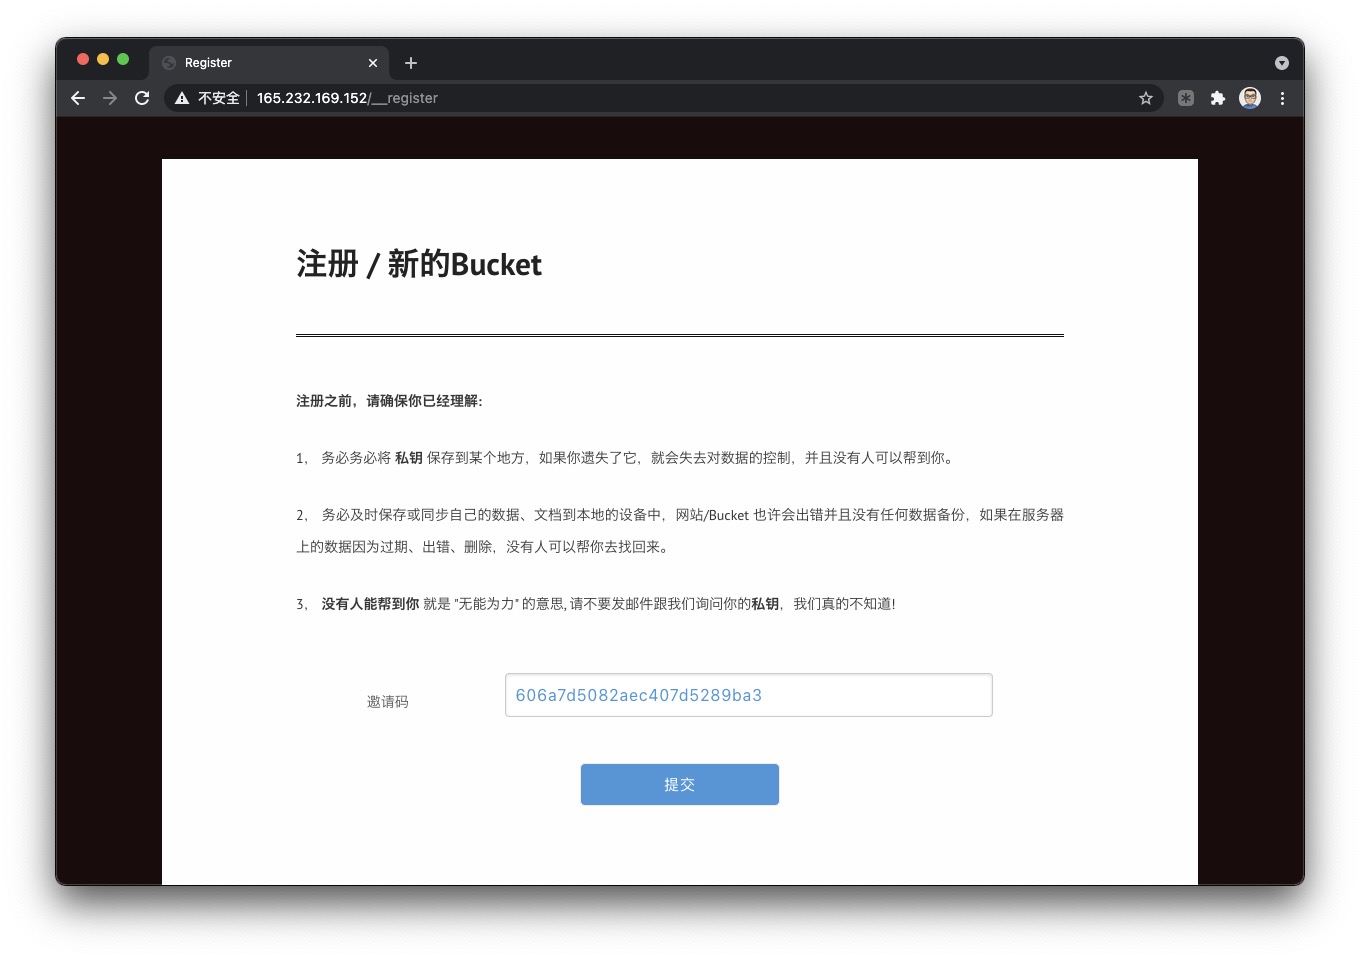 Register
不安全
165.232.169.152/__register
注册 / 新的Bucket
注册之前，请确保你已经理解:
1， 务必务必将 私钥 保存到某个地方，如果你遗失了它，就会失去对数据的控制，并且没有人可以帮到你。
2， 务必及时保存或同步自己的数据、文档到本地的设备中，网站/Bucket 也许会出错并且没有任何数据备份，如果在服务器
上的数据因为过期、出错、删除，没有人可以帮你去找回来。
3， 没有人能帮到你 就是 "无能为力" 的意思, 请不要发邮件跟我们询问你的私钥，我们真的不知道!
邀请码
606a7d5082aec407d5289ba3
提交